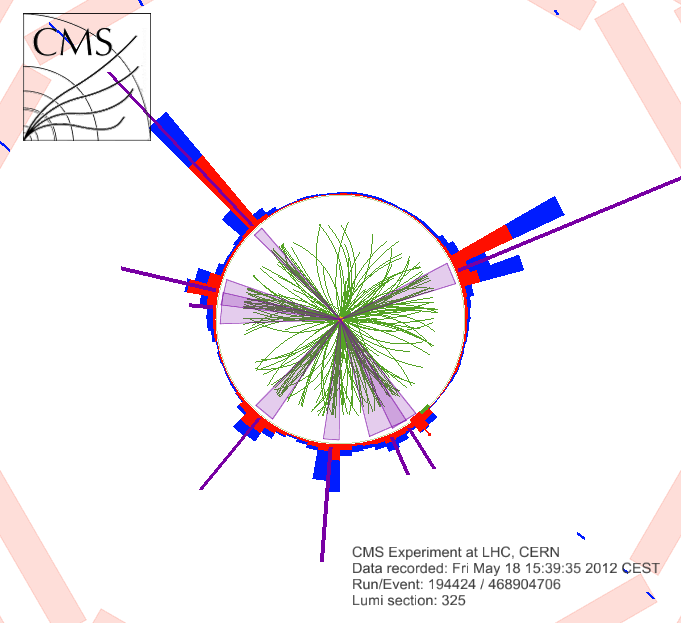 CMS
CMS Experiment at LHC, CERN
Data recorded: Fri May 18 15:39:35 2012 CEST
Run/Event: 194424 / 468904706
Lumi section: 325